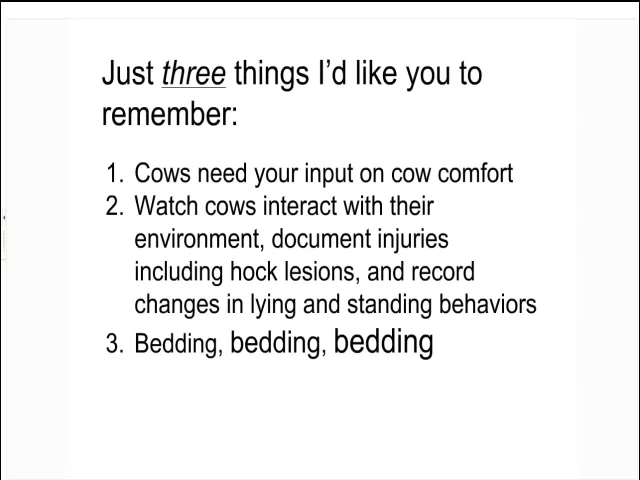 Just three things I'd like you to
remember:
1. Cows need your input on cow comfort
2. Watch cows interact with their
environment, document injuries
including hock lesions, and record
changes in lying and standing behaviors
3. Bedding, bedding, bedding